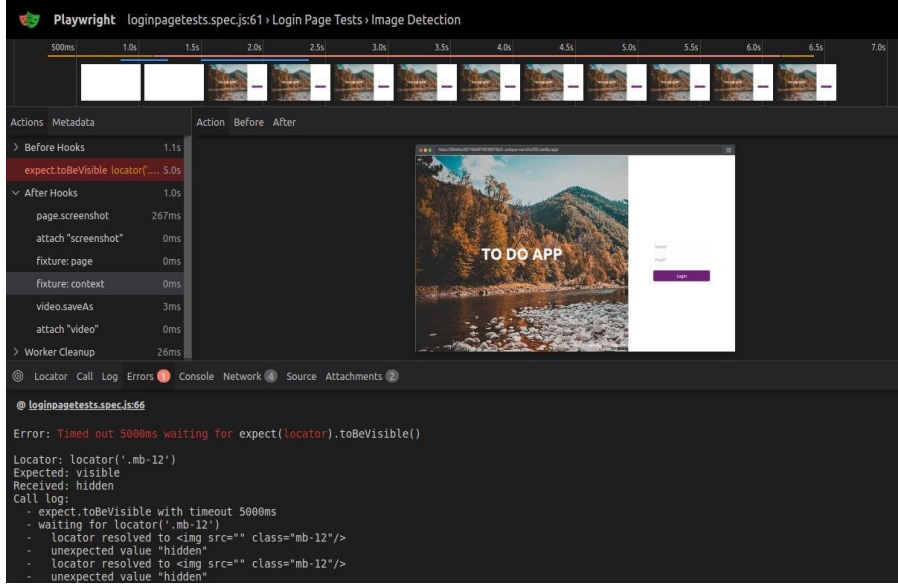 Playwright loginpagetests.spec.js:61 › Login Page Tests › Image Detection
500ms 1.0s 1.5s 2.0s 2.5s 3.0s 3.5s 4.0s 4.5s 5.0s 5.5s 6.0s 6.5s 7.0s
Actions Metadata
Action Before After
> Before Hooks 1.1s
expect.toBeVisible locator('.... 5.0s
After Hooks 1.0s
page.screenshot 267ms
attach "screenshot" 0ms
fixture: page 0ms
fixture: context 0ms
video.saveAs 3ms
attach "video" 0ms
> Worker Cleanup 26ms
TO DO APP
Name*
Email*
Login
Locator Call Log Errors 1 Console Network 4 Source Attachments 2
@ loginpagetests.spec.js:66
Error: Timed out 5000ms waiting for expect(locator).toBeVisible()
Locator: locator('.mb-12')
Expected: visible
Received: hidden
Call log:
- expect.toBeVisible with timeout 5000ms
- waiting for locator('.mb-12')
- locator resolved to <img src="" class="mb-12"/>
- unexpected value "hidden"
- locator resolved to <img src="" class="mb-12"/>
- unexpected value "hidden"